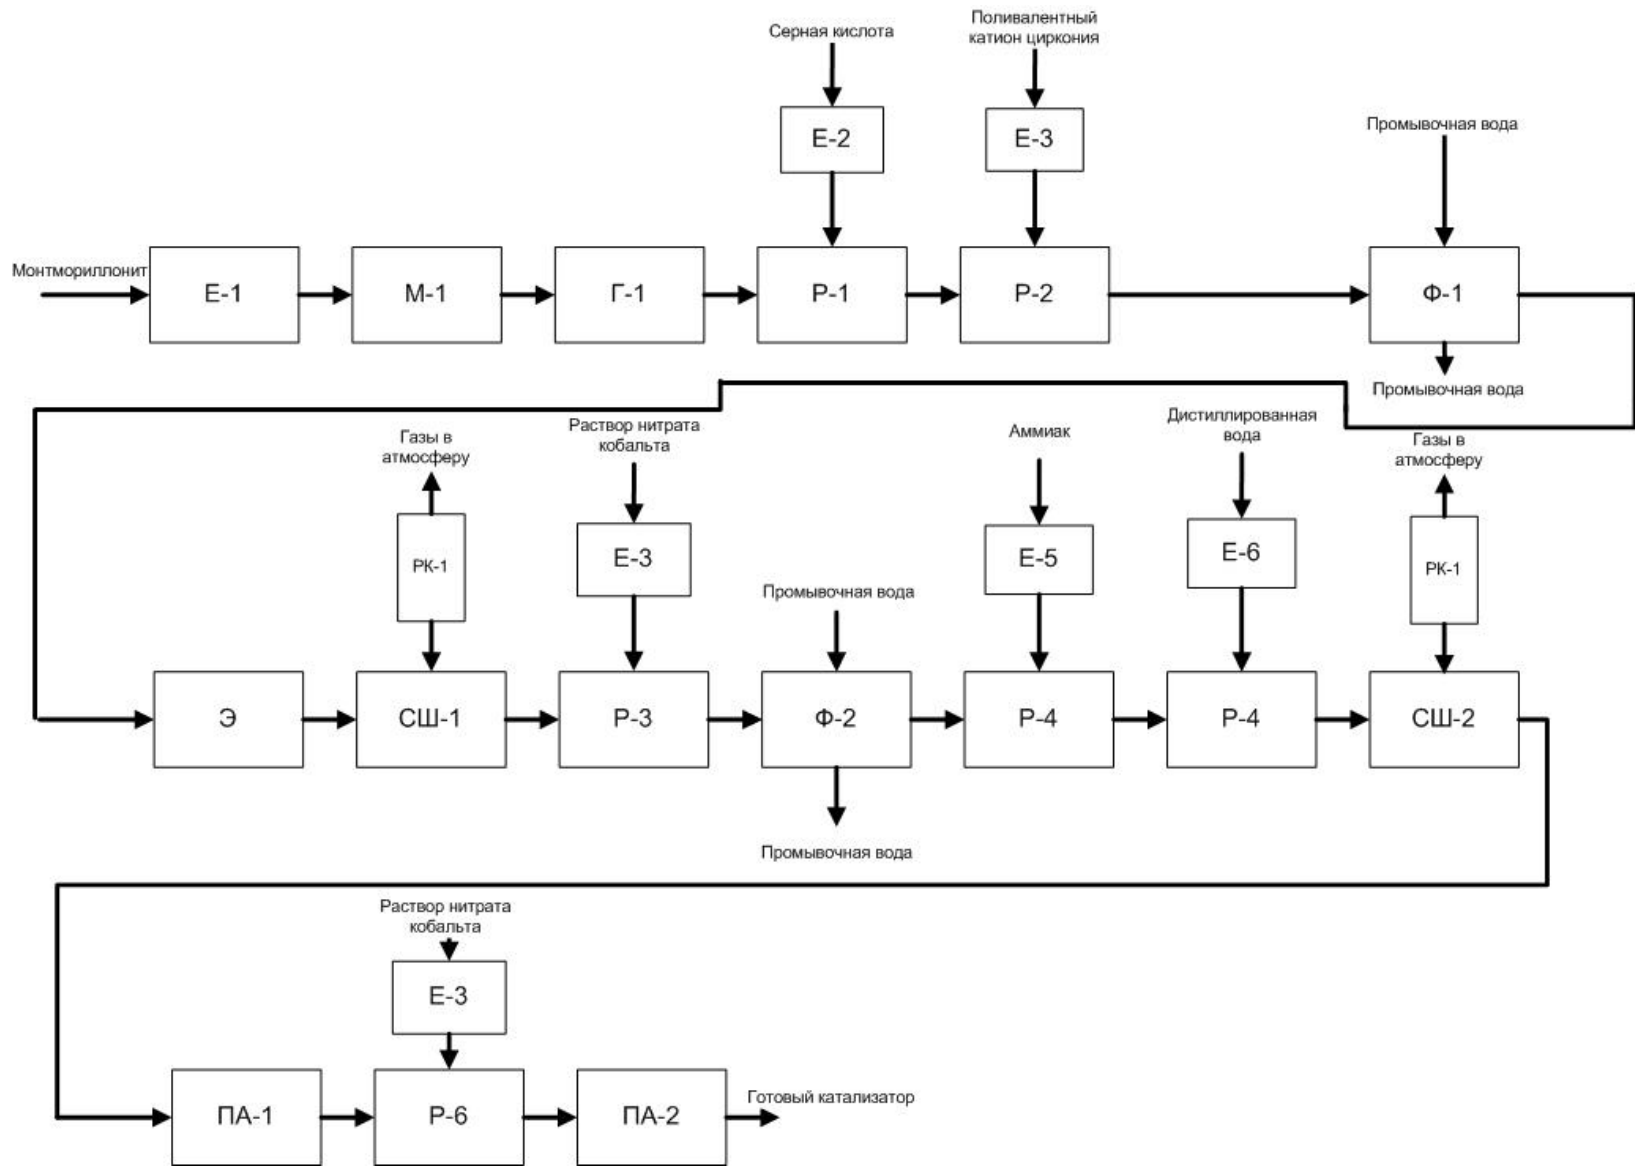 Серная кислота
Поливалентный
катион циркония
Е-2
Е-3
Промывочная вода
Монтмориллонит
Е-1
М-1
Г-1
Р-1
Р-2
Ф-1
Промывочная вода
Газы в
атмосферу
Раствор нитрата
кобальта
Аммиак
Дистиллированная
вода
Газы в
атмосферу
РК-1
Е-3
Е-5
Е-6
РК-1
Промывочная вода
Э
СШ-1
Р-3
Ф-2
Р-4
Р-4
СШ-2
Промывочная вода
Раствор нитрата
кобальта
Е-3
ПА-1
Р-6
ПА-2
Готовый катализатор